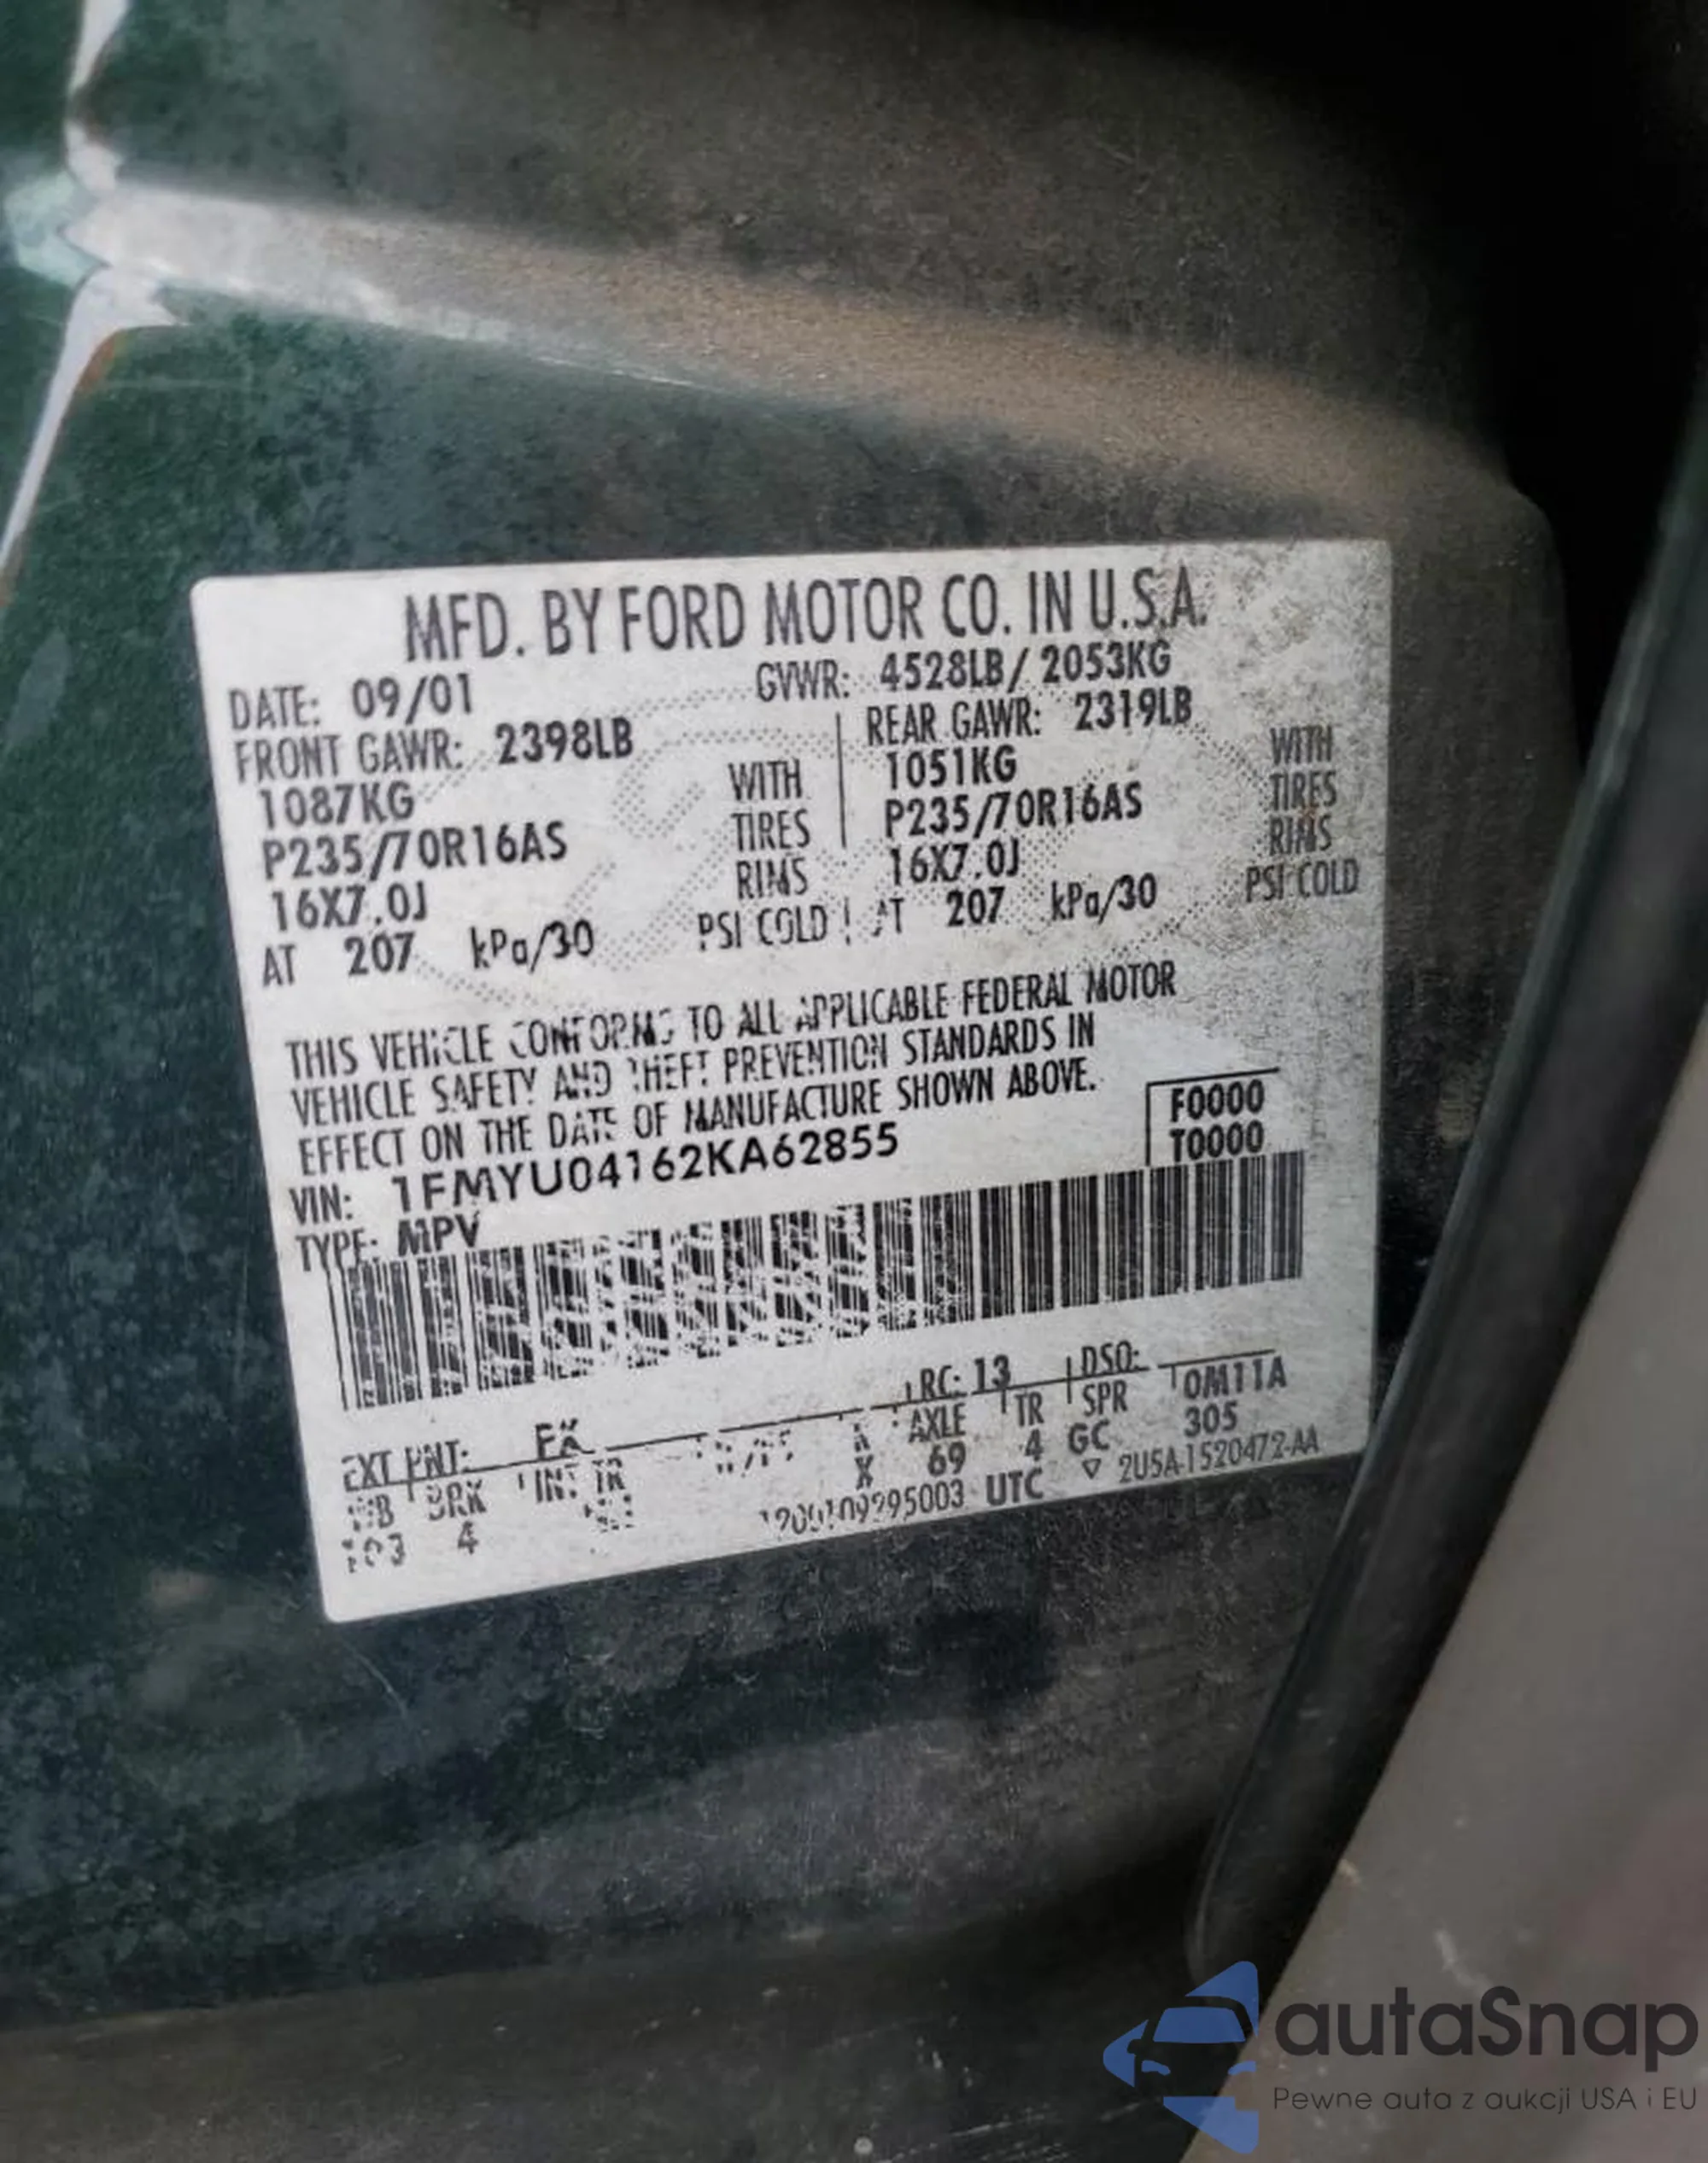 MFD. BY FORD MOTOR CO. IN U.S.A.
DATE: 09/01 GVWR: 4528LB/ 2053KG
FRONT GAWR: 2398LB REAR GAWR: 2319LB
1087KG WITH 1051KG WITH
P235/70R16AS TIRES P235/70R16AS TIRES
16X7.0J RIMS 16X7.0J RIMS
AT 207 kPa/30 PSI COLD AT 207 kPa/30 PSI COLD
THIS VEHICLE CONFORMS TO ALL APPLICABLE FEDERAL MOTOR
VEHICLE SAFETY AND THEFT PREVENTION STANDARDS IN
EFFECT ON THE DATE OF MANUFACTURE SHOWN ABOVE.
VIN: 1FMYU04162KA62855
F0000
T0000
TYPE: MPV
EXT PNT: RC: 13 DSO:
WB BRK INT TR AXLE TR SPR 0M11A
103 4 X 69 4 GC 305
UTC ▽ 2U5A-1520472-AA
autaSnap
Pewne auta z aukcji USA i EU